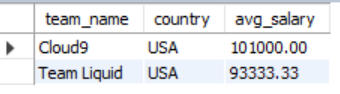 team_name country avg_salary
Cloud9 USA 101000.00
Team Liquid USA 93333.33